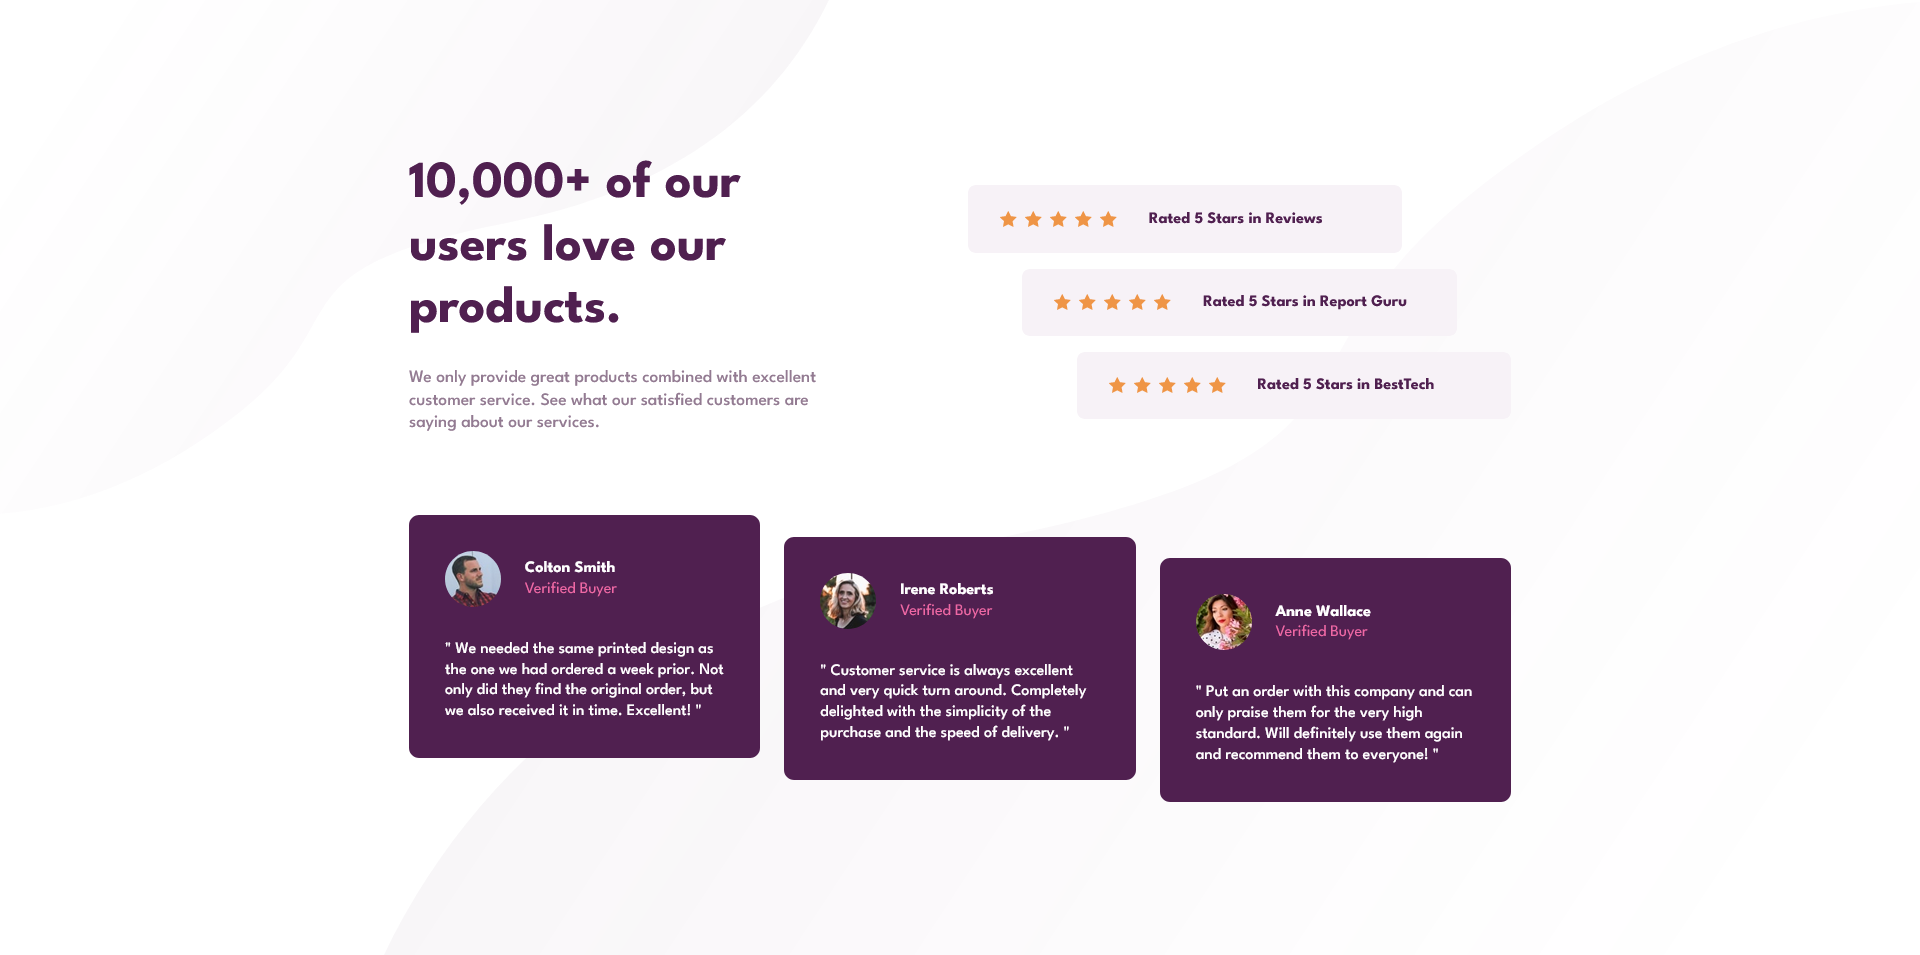 10,000+ of our
users love our
products.
We only provide great products combined with excellent
customer service. See what our satisfied customers are
saying about our services.
Rated 5 Stars in Reviews
Rated 5 Stars in Report Guru
Rated 5 Stars in BestTech
Colton Smith
Verified Buyer
" We needed the same printed design as
the one we had ordered a week prior. Not
only did they find the original order, but
we also received it in time. Excellent! "
Irene Roberts
Verified Buyer
" Customer service is always excellent
and very quick turn around. Completely
delighted with the simplicity of the
purchase and the speed of delivery. "
Anne Wallace
Verified Buyer
" Put an order with this company and can
only praise them for the very high
standard. Will definitely use them again
and recommend them to everyone! "